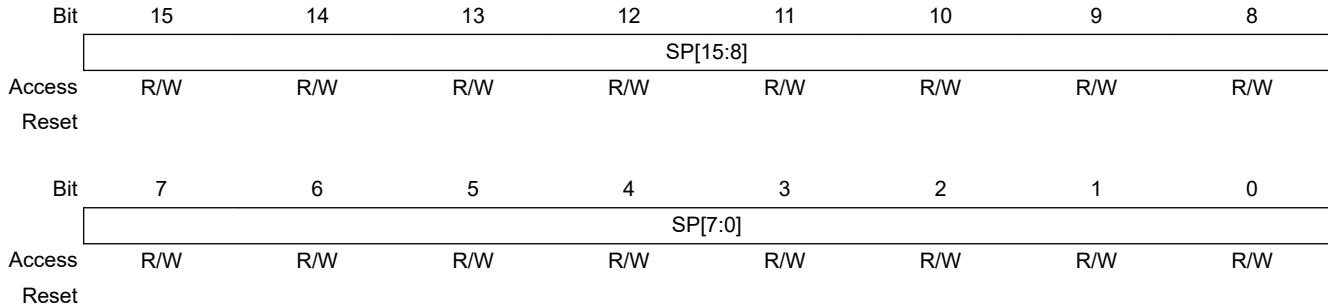 Bit 15 14 13 12 11 10 9 8
SP[15:8]
Access R/W R/W R/W R/W R/W R/W R/W R/W
Reset
Bit 7 6 5 4 3 2 1 0
SP[7:0]
Access R/W R/W R/W R/W R/W R/W R/W R/W
Reset